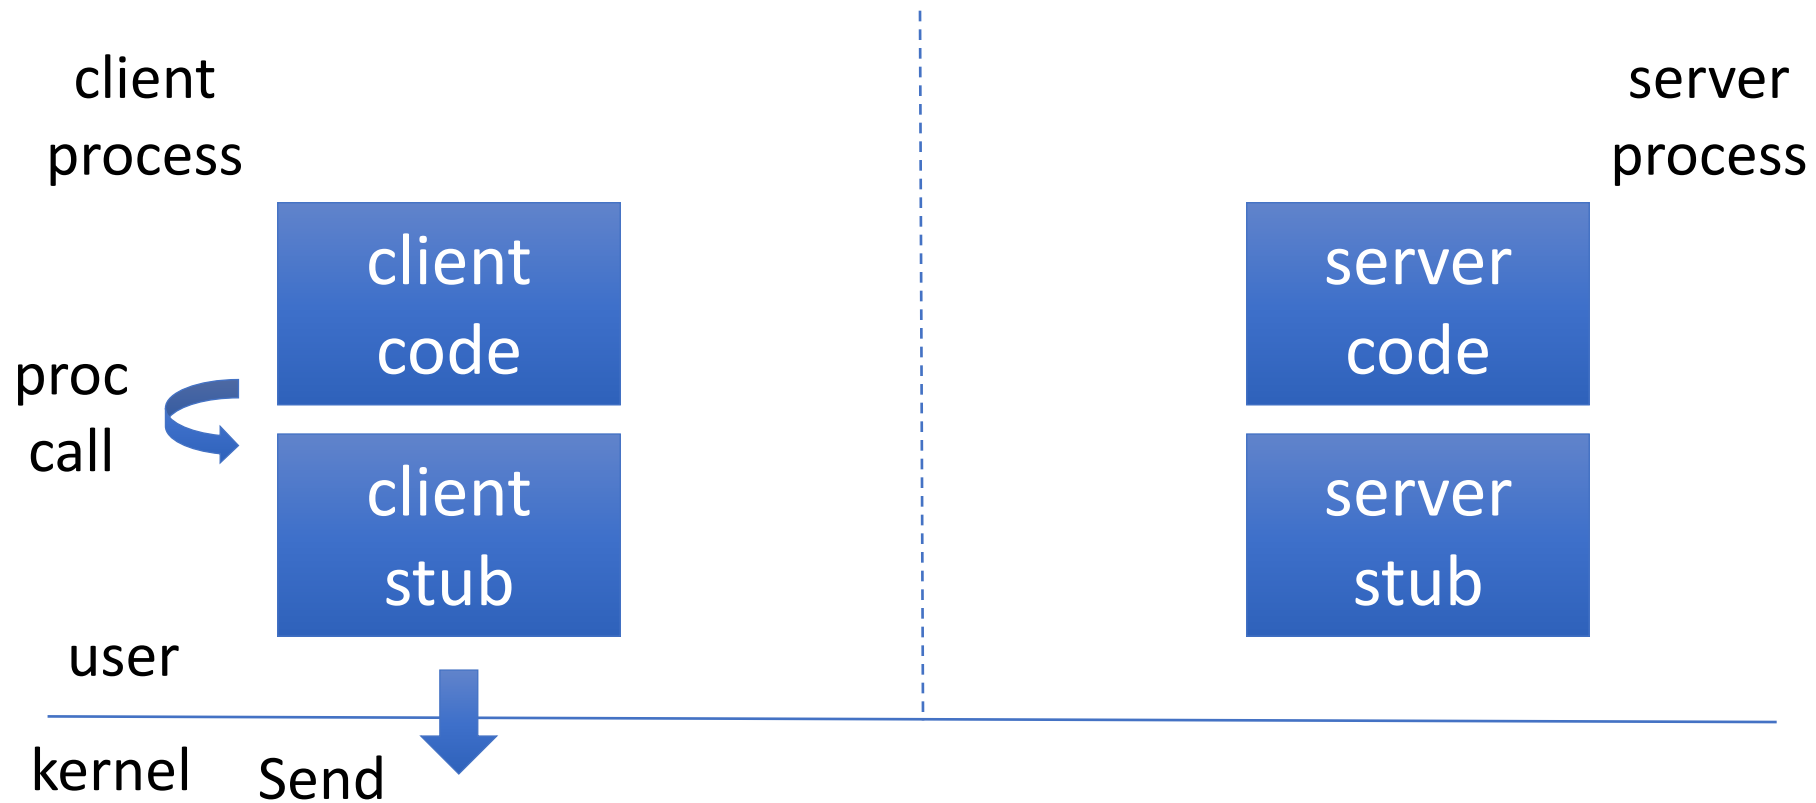 client
process
server
process
client
code
server
code
proc
call
client
stub
server
stub
user
kernel
Send